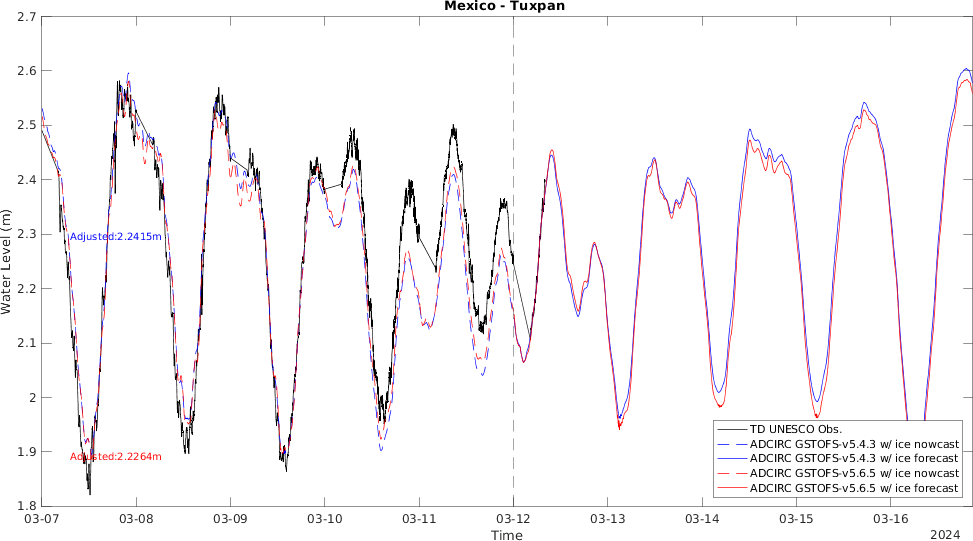 Mexico - Tuxpan
2.7
2.6
2.5
2.4
2.3
2.2
2.1
2
1.9
1.8
Water Level (m)
Adjusted:2.2415m
Adjusted:2.2264m
TD UNESCO Obs.
ADCIRC GSTOFS-v5.4.3 w/ ice nowcast
ADCIRC GSTOFS-v5.4.3 w/ ice forecast
ADCIRC GSTOFS-v5.6.5 w/ ice nowcast
ADCIRC GSTOFS-v5.6.5 w/ ice forecast
03-07 03-08 03-09 03-10 03-11 03-12 03-13 03-14 03-15 03-16
Time
2024